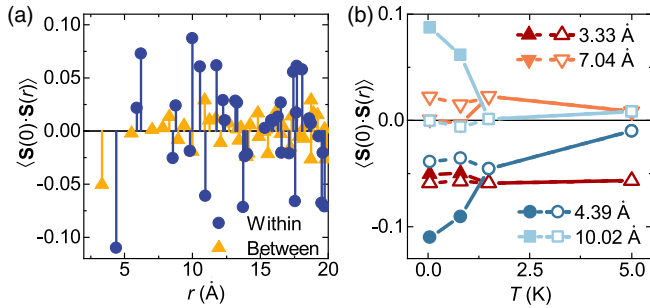 (a)
0.10
0.05
0.00
-0.05
-0.10
⟨S(0)·S(r)⟩
Within
Between
5 10 15 20
r (Å)
(b)
0.1
0.0
-0.1
⟨S(0)·S(r)⟩
3.33 Å
7.04 Å
4.39 Å
10.02 Å
0.0 2.5 5.0
T (K)